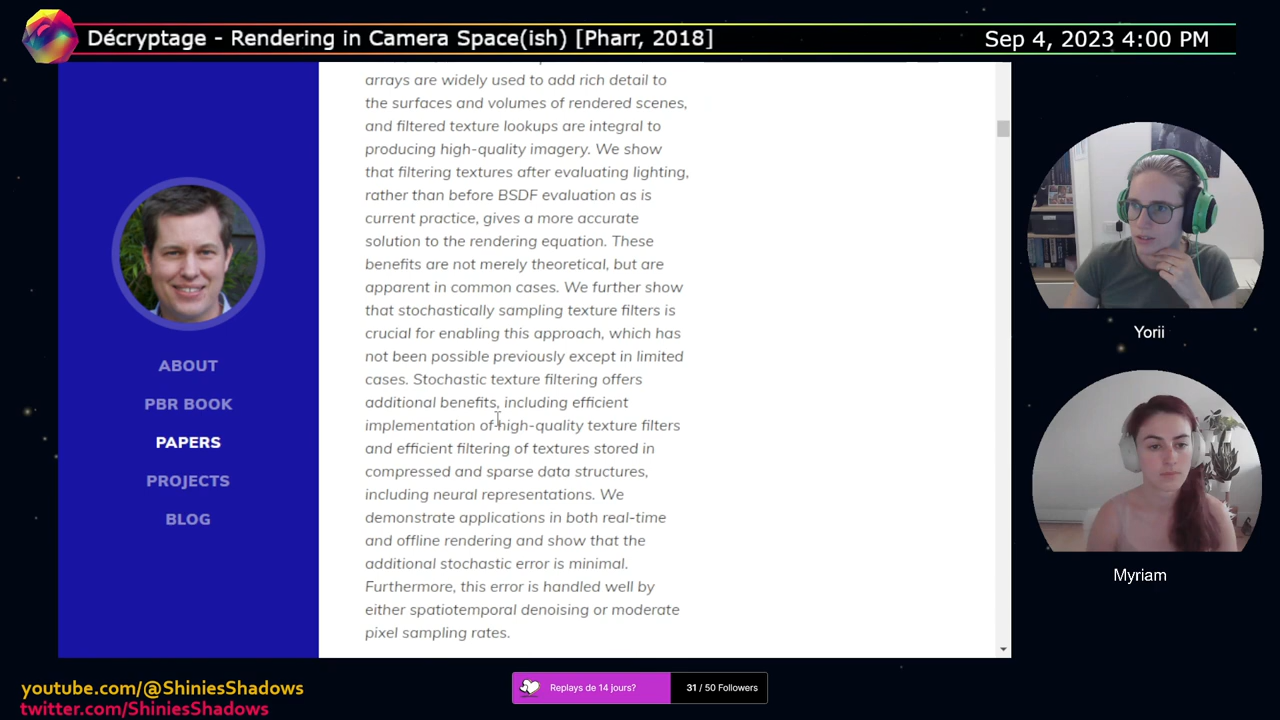 Décryptage - Rendering in Camera Space(ish) [Pharr, 2018]
Sep 4, 2023 4:00 PM
arrays are widely used to add rich detail to
the surfaces and volumes of rendered scenes,
and filtered texture lookups are integral to
producing high-quality imagery. We show
that filtering textures after evaluating lighting,
rather than before BSDF evaluation as is
current practice, gives a more accurate
solution to the rendering equation. These
benefits are not merely theoretical, but are
apparent in common cases. We further show
that stochastically sampling texture filters is
crucial for enabling this approach, which has
not been possible previously except in limited
cases. Stochastic texture filtering offers
additional benefits, including efficient
implementation of high-quality texture filters
and efficient filtering of textures stored in
compressed and sparse data structures,
including neural representations. We
demonstrate applications in both real-time
and offline rendering and show that the
additional stochastic error is minimal.
Furthermore, this error is handled well by
either spatiotemporal denoising or moderate
pixel sampling rates.
ABOUT
PBR BOOK
PAPERS
PROJECTS
BLOG
Yorii
Myriam
youtube.com/@ShiniesShadows
twitter.com/ShiniesShadows
Replays de 14 jours?
31 / 50 Followers